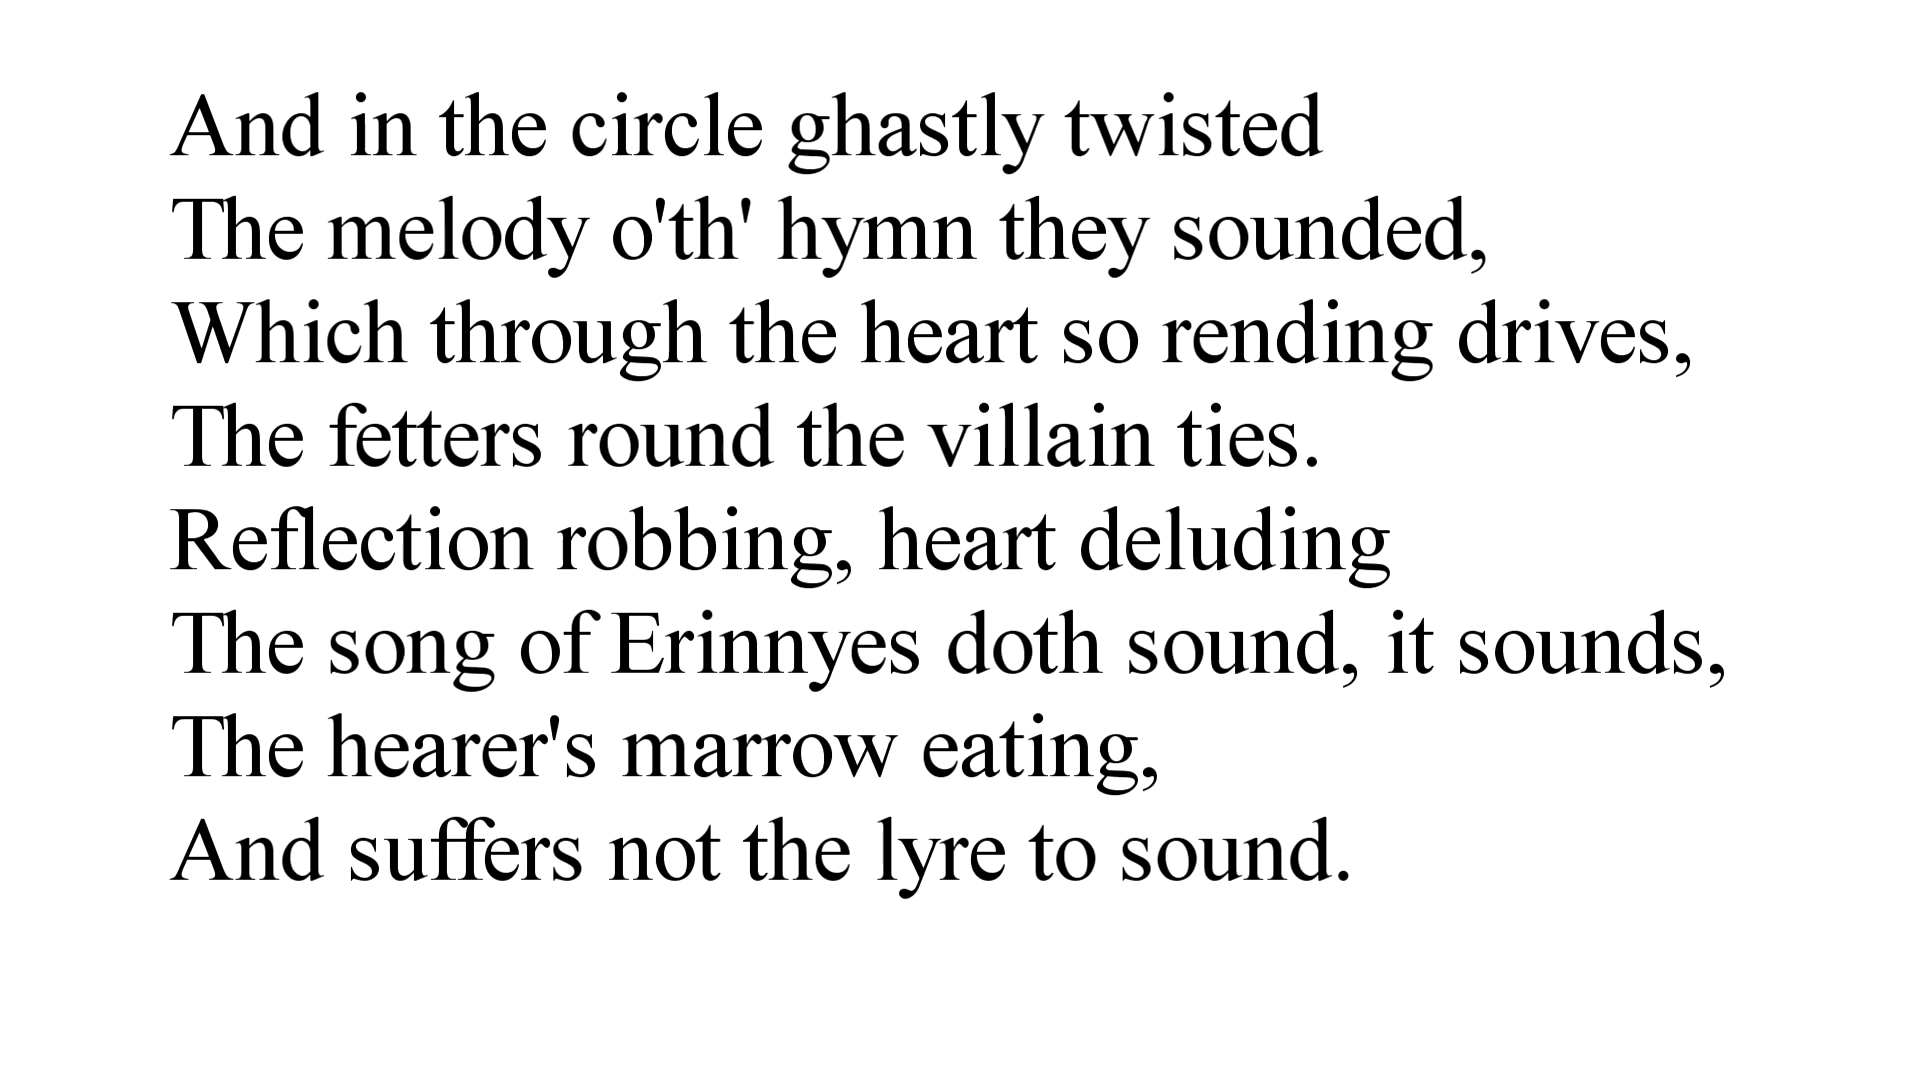 And in the circle ghastly twisted
The melody o'th' hymn they sounded,
Which through the heart so rending drives,
The fetters round the villain ties.
Reflection robbing, heart deluding
The song of Erinnyes doth sound, it sounds,
The hearer's marrow eating,
And suffers not the lyre to sound.